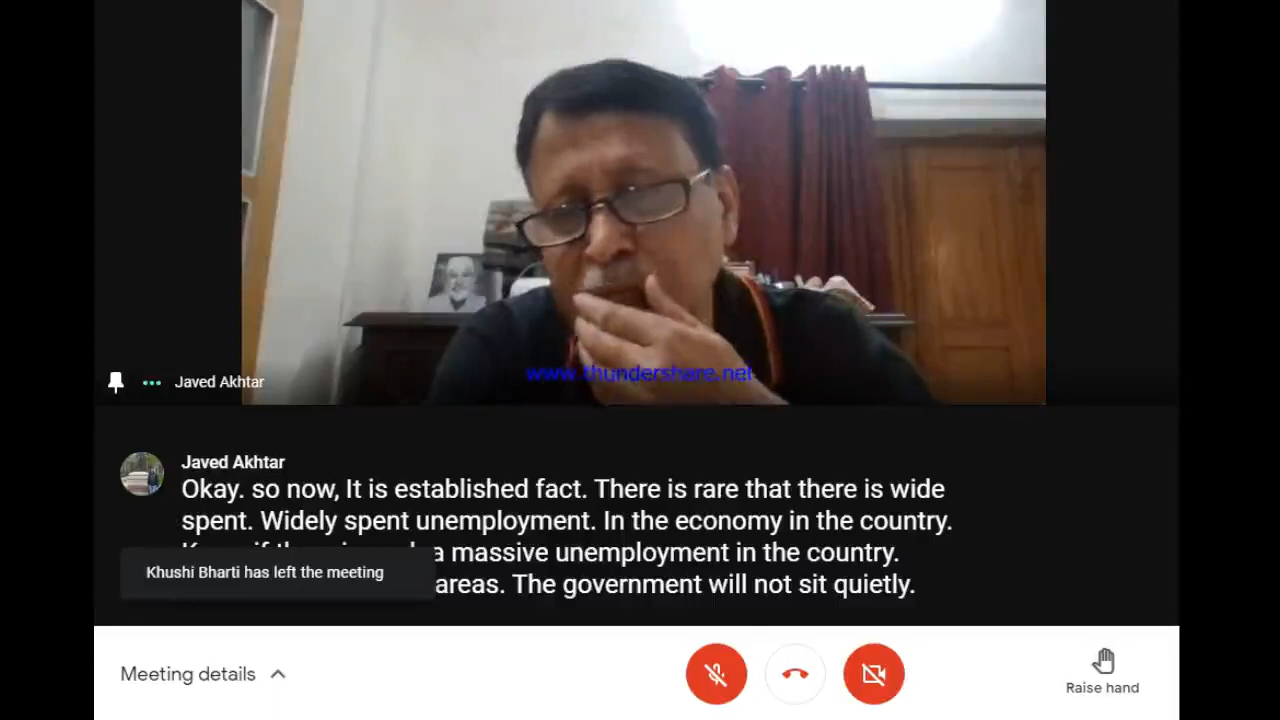 www.thundershare.net
Javed Akhtar
Javed Akhtar
Okay. so now, It is established fact. There is rare that there is wide
spent. Widely spent unemployment. In the economy in the country.
a massive unemployment in the country.
Khushi Bharti has left the meeting
areas. The government will not sit quietly.
Meeting details
Raise hand